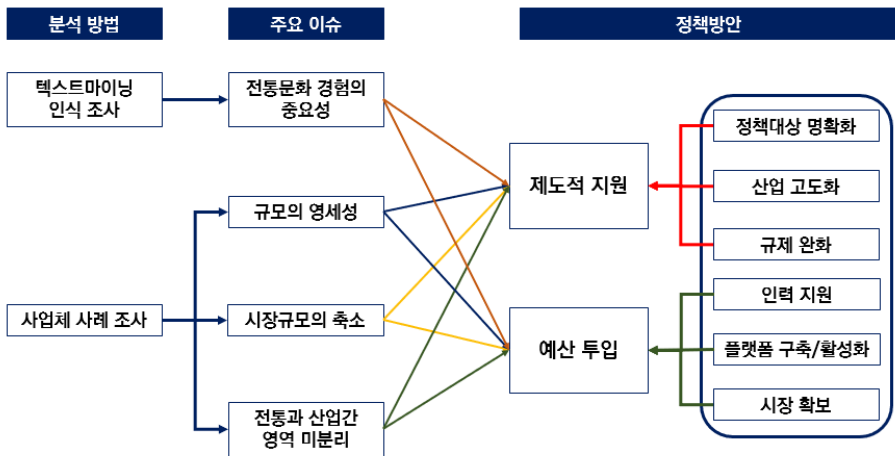 분석 방법
주요 이슈
정책방안
텍스트마이닝
인식 조사
전통문화 경험의
중요성
규모의 영세성
사업체 사례 조사
시장규모의 축소
전통과 산업간
영역 미분리
제도적 지원
예산 투입
정책대상 명확화
산업 고도화
규제 완화
인력 지원
플랫폼 구축/활성화
시장 확보